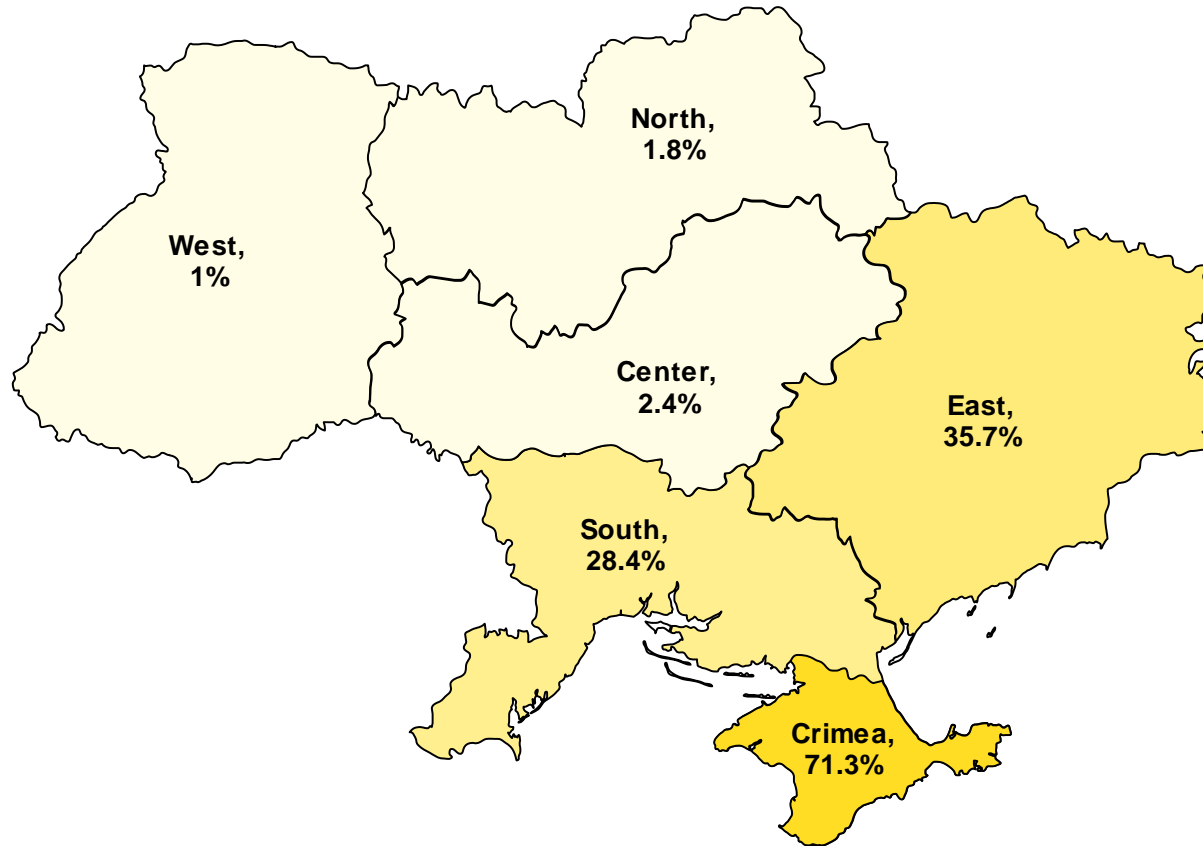 North,
1.8%
West,
1%
Center,
2.4%
East,
35.7%
South,
28.4%
Crimea,
71.3%